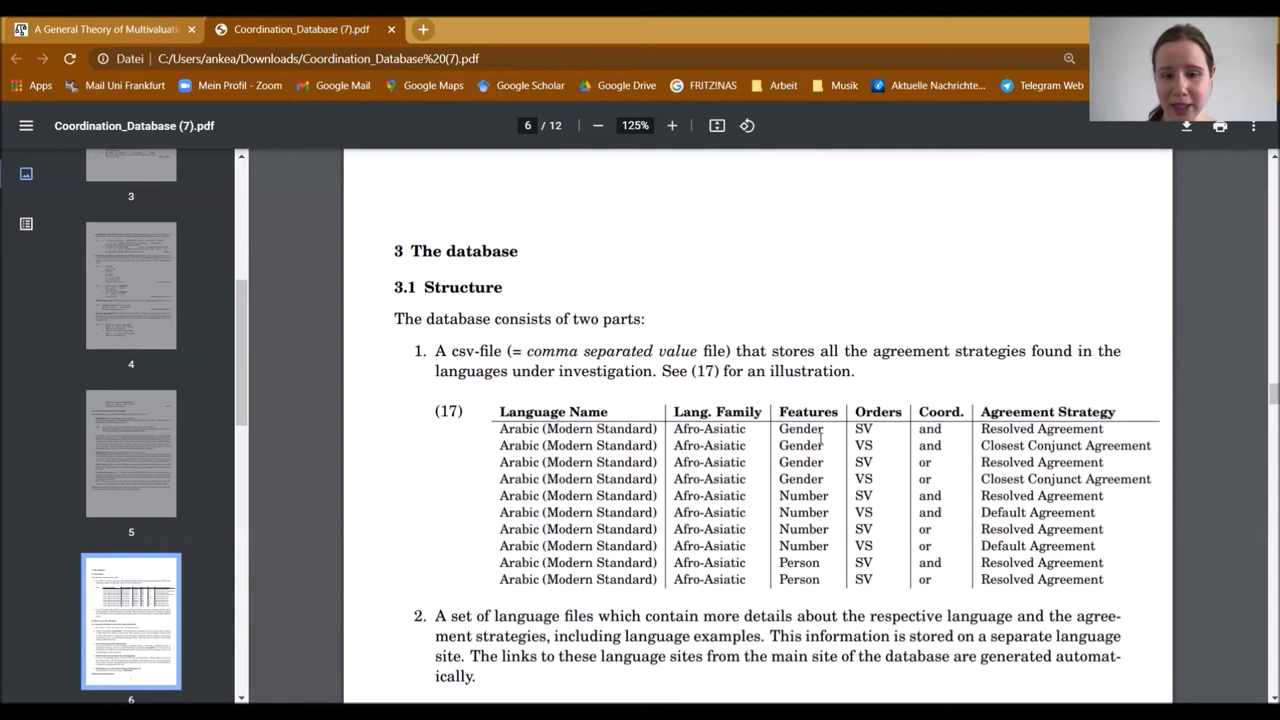 A General Theory of Multivaluati
Coordination_Database (7).pdf
Datei
C:/Users/ankea/Downloads/Coordination_Database%20(7).pdf
Apps
Mail Uni Frankfurt
Mein Profil - Zoom
Google Mail
Google Maps
Google Scholar
Google Drive
FRITZ!NAS
Arbeit
Musik
Aktuelle Nachrichte...
Telegram Web
Coordination_Database (7).pdf
6 / 12
125%
3
4
5
6
3 The database
3.1 Structure
The database consists of two parts:
1. A csv-file (= comma separated value file) that stores all the agreement strategies found in the
languages under investigation. See (17) for an illustration.
(17) Language Name Lang. Family Features Orders Coord. Agreement Strategy
Arabic (Modern Standard) Afro-Asiatic Gender SV and Resolved Agreement
Arabic (Modern Standard) Afro-Asiatic Gender VS and Closest Conjunct Agreement
Arabic (Modern Standard) Afro-Asiatic Gender SV or Resolved Agreement
Arabic (Modern Standard) Afro-Asiatic Gender VS or Closest Conjunct Agreement
Arabic (Modern Standard) Afro-Asiatic Number SV and Resolved Agreement
Arabic (Modern Standard) Afro-Asiatic Number VS and Default Agreement
Arabic (Modern Standard) Afro-Asiatic Number SV or Resolved Agreement
Arabic (Modern Standard) Afro-Asiatic Number VS or Default Agreement
Arabic (Modern Standard) Afro-Asiatic Person SV and Resolved Agreement
Arabic (Modern Standard) Afro-Asiatic Person SV or Resolved Agreement
2. A set of language files which contain more details about the respective language and the agree-
ment strategies, including language examples. This information is stored on a separate language
site. The links to these language sites from the main site of the database are generated automat-
ically.